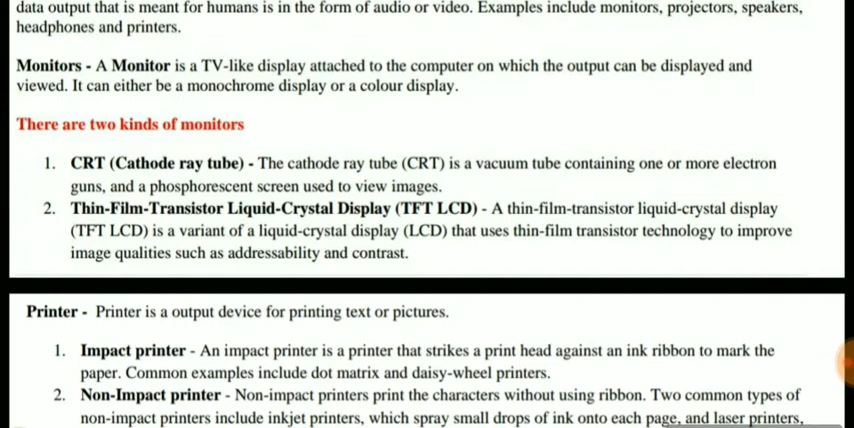 data output that is meant for humans is in the form of audio or video. Examples include monitors, projectors, speakers,
headphones and printers.
Monitors - A Monitor is a TV-like display attached to the computer on which the output can be displayed and
viewed. It can either be a monochrome display or a colour display.
There are two kinds of monitors
1. CRT (Cathode ray tube) - The cathode ray tube (CRT) is a vacuum tube containing one or more electron
guns, and a phosphorescent screen used to view images.
2. Thin-Film-Transistor Liquid-Crystal Display (TFT LCD) - A thin-film-transistor liquid-crystal display
(TFT LCD) is a variant of a liquid-crystal display (LCD) that uses thin-film transistor technology to improve
image qualities such as addressability and contrast.
Printer - Printer is a output device for printing text or pictures.
1. Impact printer - An impact printer is a printer that strikes a print head against an ink ribbon to mark the
paper. Common examples include dot matrix and daisy-wheel printers.
2. Non-Impact printer - Non-impact printers print the characters without using ribbon. Two common types of
non-impact printers include inkjet printers, which spray small drops of ink onto each page, and laser printers,